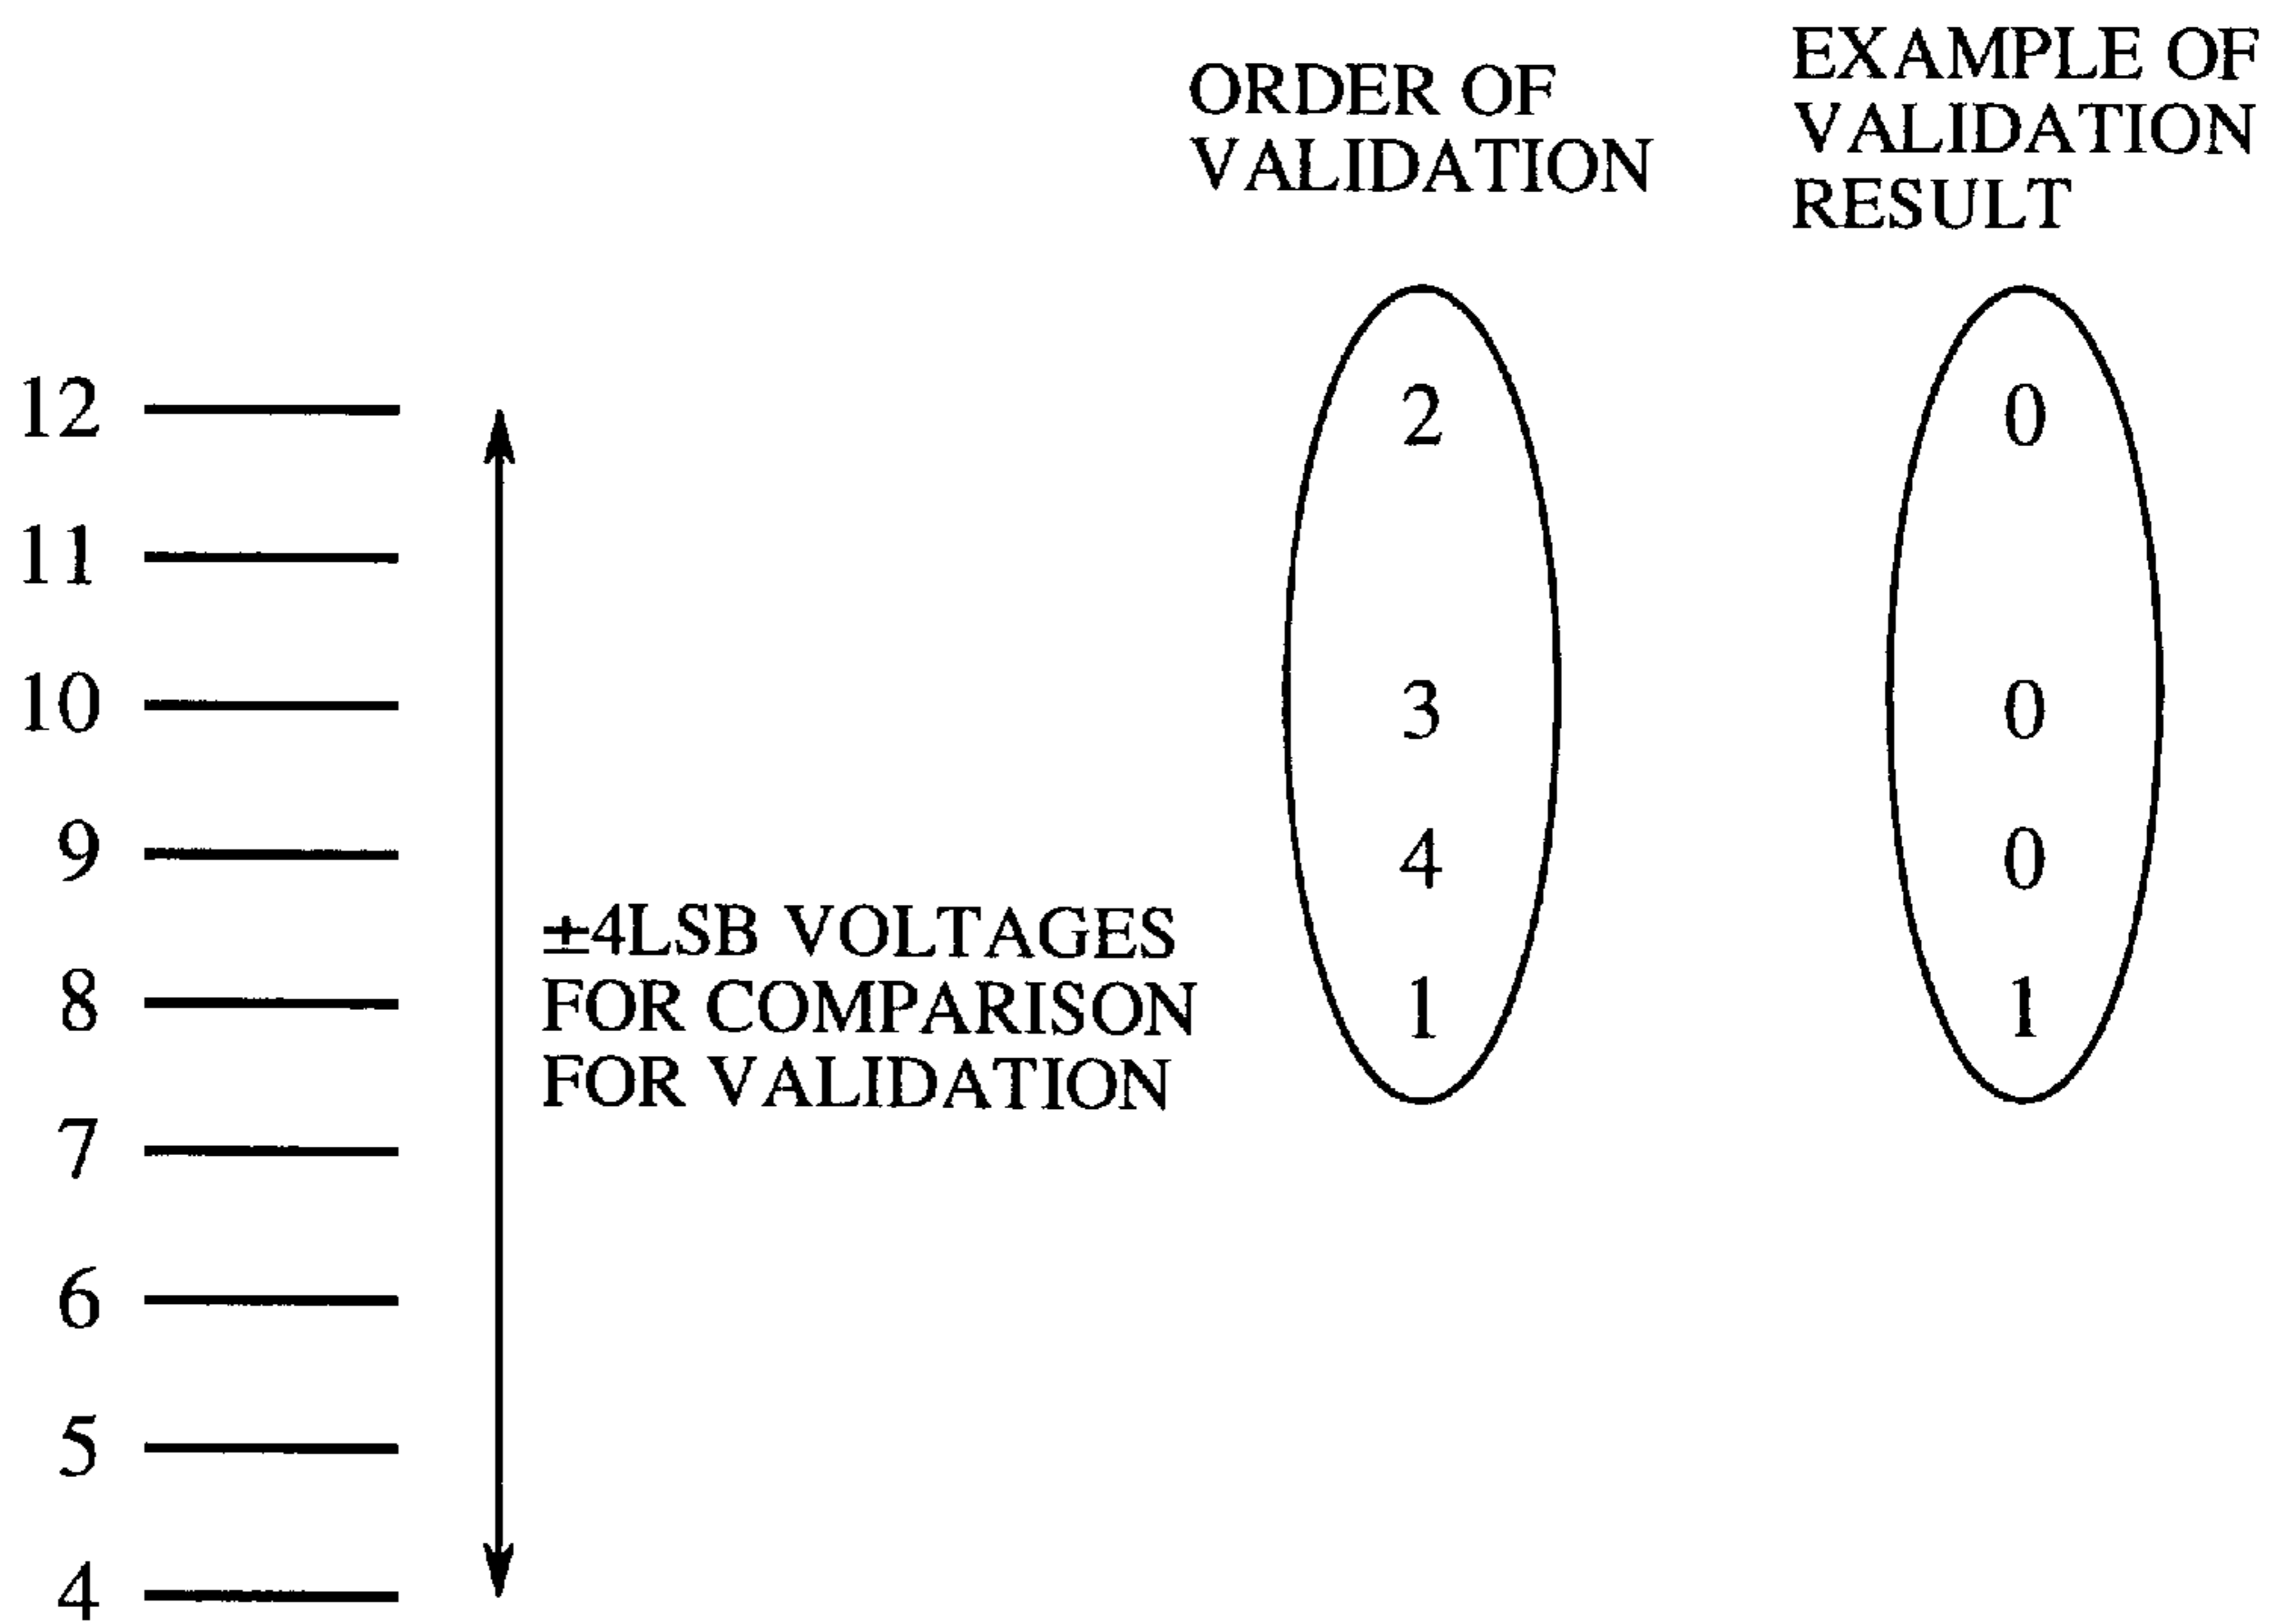 ORDER OF
VALIDATION
EXAMPLE OF
VALIDATION
RESULT
12 2 0
11
10 3 0
9 4 0
±4LSB VOLTAGES
FOR COMPARISON
FOR VALIDATION
8 1 1
7
6
5
4